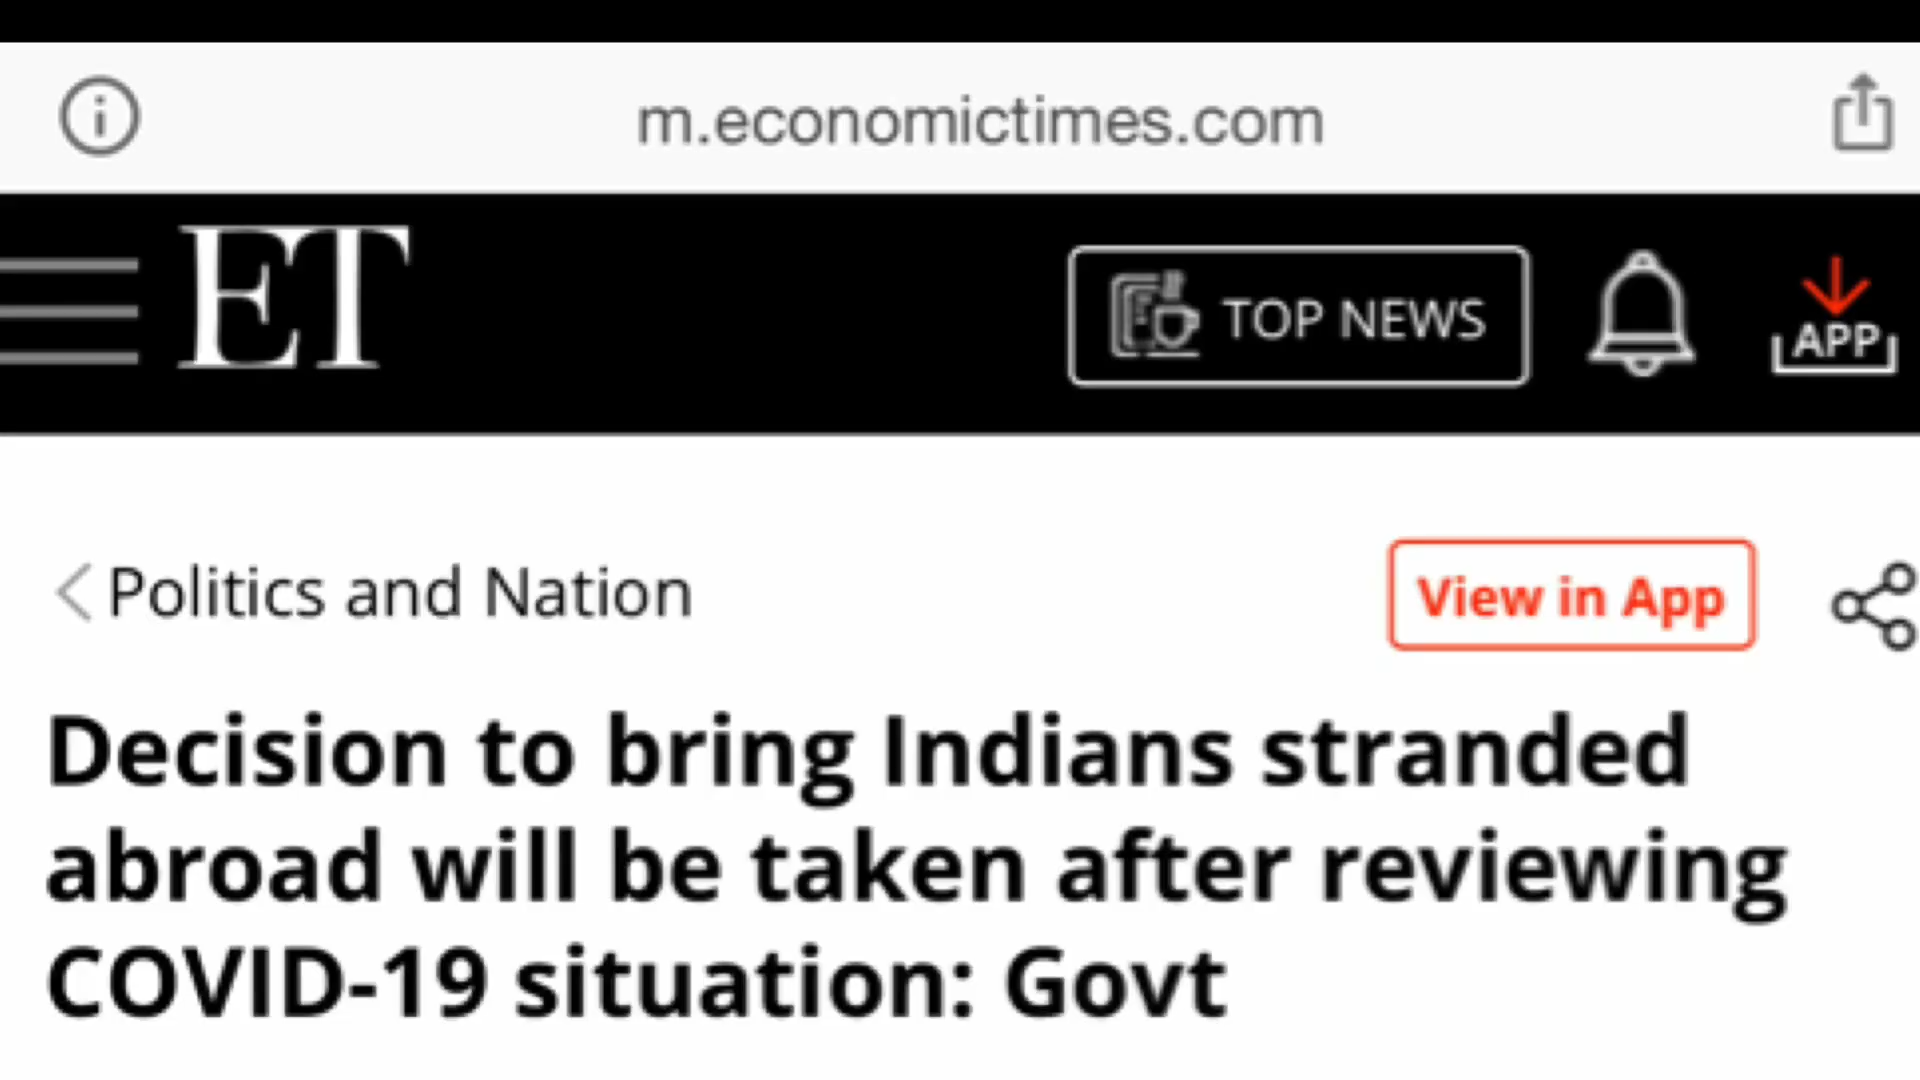 m.economictimes.com
ET
TOP NEWS
APP
Politics and Nation
View in App
Decision to bring Indians stranded
abroad will be taken after reviewing
COVID-19 situation: Govt